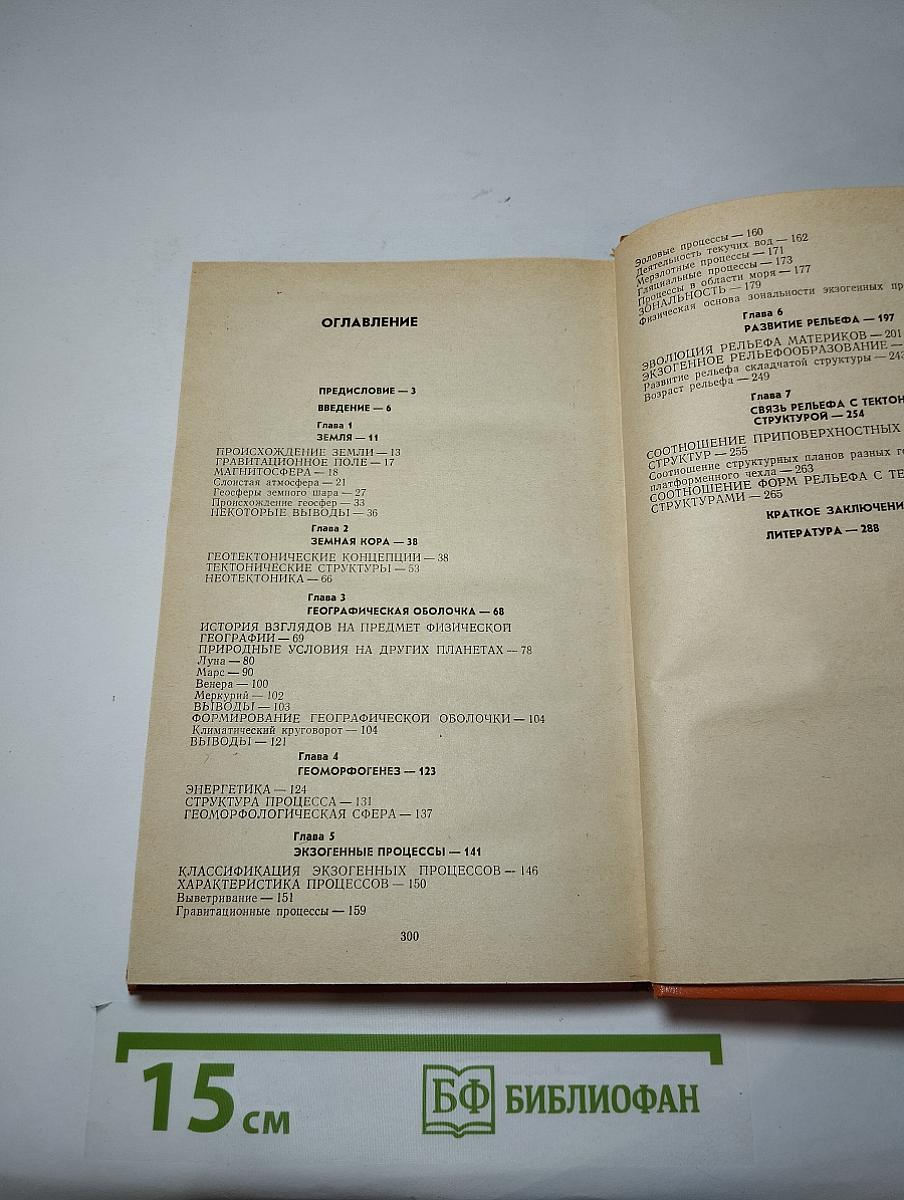 ОГЛАВЛЕНИЕ
ПРЕДИСЛОВИЕ — 3
ВВЕДЕНИЕ — 6
Глава 1
ЗЕМЛЯ — 11
ПРОИСХОЖДЕНИЕ ЗЕМЛИ — 13
ГРАВИТАЦИОННОЕ ПОЛЕ — 17
МАГНИТОСФЕРА — 18
Слоистая атмосфера — 21
Геосферы земного шара — 27
Происхождение геосфер — 33
НЕКОТОРЫЕ ВЫВОДЫ — 36
Глава 2
ЗЕМНАЯ КОРА — 38
ГЕОТЕКТОНИЧЕСКИЕ КОНЦЕПЦИИ — 38
ТЕКТОНИЧЕСКИЕ СТРУКТУРЫ — 53
НЕОТЕКТОНИКА — 66
Глава 3
ГЕОГРАФИЧЕСКАЯ ОБОЛОЧКА — 68
ИСТОРИЯ ВЗГЛЯДОВ НА ПРЕДМЕТ ФИЗИЧЕСКОЙ
ГЕОГРАФИИ — 69
ПРИРОДНЫЕ УСЛОВИЯ НА ДРУГИХ ПЛАНЕТАХ — 78
Луна — 80
Марс — 90
Венера — 100
Меркурий — 102
ВЫВОДЫ — 103
ФОРМИРОВАНИЕ ГЕОГРАФИЧЕСКОЙ ОБОЛОЧКИ — 104
Климатический круговорот — 104
ВЫВОДЫ — 121
Глава 4
ГЕОМОРФОГЕНЕЗ — 123
ЭНЕРГЕТИКА — 124
СТРУКТУРА ПРОЦЕССА — 131
ГЕОМОРФОЛОГИЧЕСКАЯ СФЕРА — 137
Глава 5
ЭКЗОГЕННЫЕ ПРОЦЕССЫ — 141
КЛАССИФИКАЦИЯ ЭКЗОГЕННЫХ ПРОЦЕССОВ — 146
ХАРАКТЕРИСТИКА ПРОЦЕССОВ — 150
Выветривание — 151
Гравитационные процессы — 159
300
Эоловые процессы — 160
Деятельность текучих вод — 162
Мерзлотные процессы — 171
Гляциальные процессы — 173
Процессы в области моря — 177
ЗОНАЛЬНОСТЬ — 179
Физическая основа зональности экзогенных пр
Глава 6
РАЗВИТИЕ РЕЛЬЕФА — 197
ЭВОЛЮЦИЯ РЕЛЬЕФА МАТЕРИКОВ — 201
ЭКЗОГЕННОЕ РЕЛЬЕФООБРАЗОВАНИЕ —
Развитие рельефа складчатой структуры — 243
Возраст рельефа — 249
Глава 7
СВЯЗЬ РЕЛЬЕФА С ТЕКТОН
СТРУКТУРОЙ — 254
СООТНОШЕНИЕ ПРИПОВЕРХНОСТНЫХ
СТРУКТУР — 255
Соотношение структурных планов разных го
платформенного чехла — 263
СООТНОШЕНИЕ ФОРМ РЕЛЬЕФА С ТЕ
СТРУКТУРАМИ — 265
КРАТКОЕ ЗАКЛЮЧЕНИ
ЛИТЕРАТУРА — 288
15 см
БФ БИБЛИОФАН